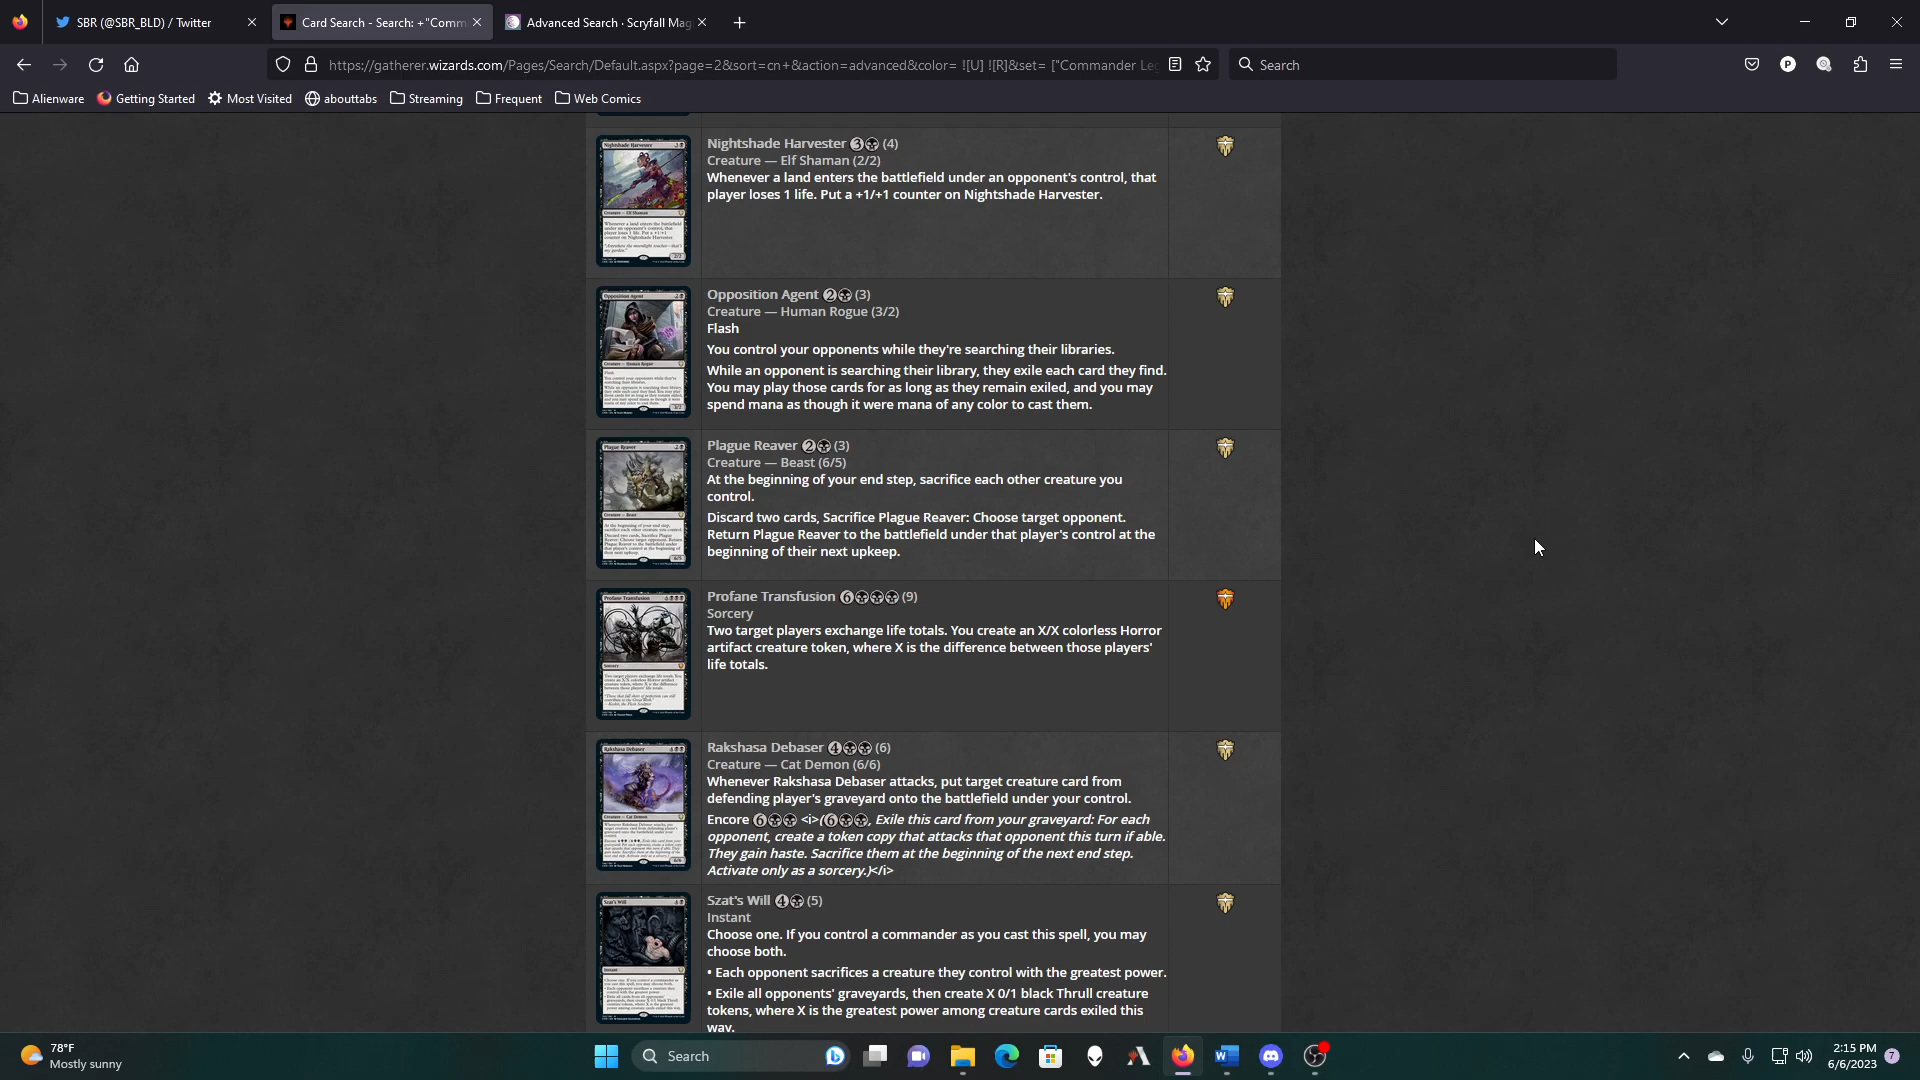 SBR (@SBR_BLD) / Twitter
Card Search - Search: +"Comm
Advanced Search · Scryfall Mag
https://gatherer.wizards.com/Pages/Search/Default.aspx?page=2&sort=cn+&action=advanced&color= ![U] ![R]&set= ["Commander Leg
Search
Alienware
Getting Started
Most Visited
abouttabs
Streaming
Frequent
Web Comics
Nightshade Harvester 3 (4)
Creature — Elf Shaman (2/2)
Whenever a land enters the battlefield under an opponent's control, that
player loses 1 life. Put a +1/+1 counter on Nightshade Harvester.
Opposition Agent 2 (3)
Creature — Human Rogue (3/2)
Flash
You control your opponents while they're searching their libraries.
While an opponent is searching their library, they exile each card they find.
You may play those cards for as long as they remain exiled, and you may
spend mana as though it were mana of any color to cast them.
Plague Reaver 2 (3)
Creature — Beast (6/5)
At the beginning of your end step, sacrifice each other creature you
control.
Discard two cards, Sacrifice Plague Reaver: Choose target opponent.
Return Plague Reaver to the battlefield under that player's control at the
beginning of their next upkeep.
Profane Transfusion 6 (9)
Sorcery
Two target players exchange life totals. You create an X/X colorless Horror
artifact creature token, where X is the difference between those players'
life totals.
Rakshasa Debaser 4 (6)
Creature — Cat Demon (6/6)
Whenever Rakshasa Debaser attacks, put target creature card from
defending player's graveyard onto the battlefield under your control.
Encore 6 <i>(6, Exile this card from your graveyard: For each
opponent, create a token copy that attacks that opponent this turn if able.
They gain haste. Sacrifice them at the beginning of the next end step.
Activate only as a sorcery.)</i>
Szat's Will 4 (5)
Instant
Choose one. If you control a commander as you cast this spell, you may
choose both.
• Each opponent sacrifices a creature they control with the greatest power.
• Exile all opponents' graveyards, then create X 0/1 black Thrull creature
tokens, where X is the greatest power among creature cards exiled this
way.
78°F
Mostly sunny
Search
2:15 PM
6/6/2023
7